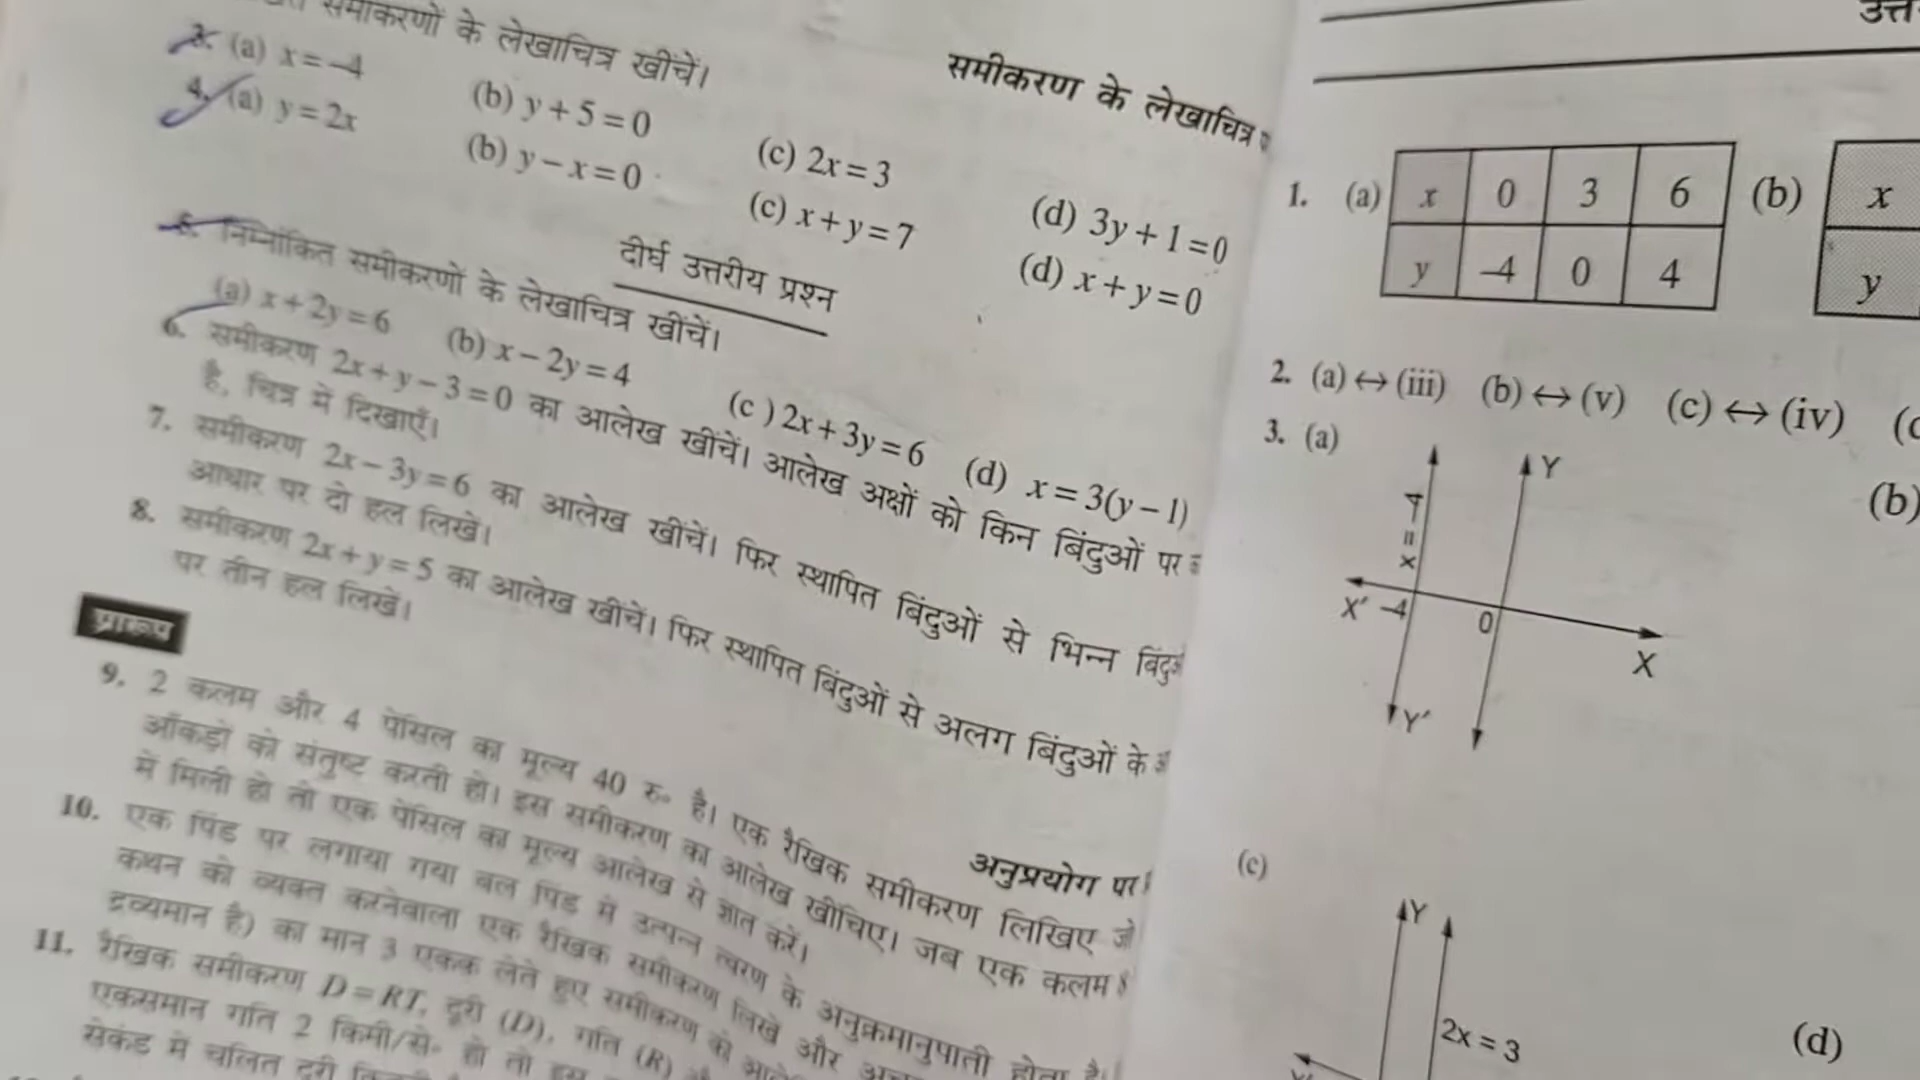 समीकरणों के लेखाचित्र खींचें।
समीकरण के लेखाचित्र
3. (a) x = –4 (b) y + 5 = 0 (c) 2x = 3 (d) 3y + 1 = 0
4. (a) y = 2x (b) y – x = 0 (c) x + y = 7 (d) x + y = 0
दीर्घ उत्तरीय प्रश्न
5. निम्नांकित समीकरणों के लेखाचित्र खींचें।
(a) x + 2y = 6 (b) x – 2y = 4 (c ) 2x + 3y = 6 (d) x = 3(y – 1)
6. समीकरण 2x + y – 3 = 0 का आलेख खींचें। आलेख अक्षों को किन बिंदुओं पर
है, चित्र में दिखाएँ।
7. समीकरण 2x – 3y = 6 का आलेख खींचें। फिर स्थापित बिंदुओं से भिन्न
आधार पर दो हल लिखें।
8. समीकरण 2x + y = 5 का आलेख खींचें। फिर स्थापित बिंदुओं से अलग बिंदुओं के
पर तीन हल लिखें।
प्रारूप
अनुप्रयोग पर
9. 2 कलम और 4 पेंसिल का मूल्य 40 रु॰ है। एक रैखिक समीकरण लिखिए जो
आँकड़ों को संतुष्ट करती हो। इस समीकरण का आलेख खींचिए। जब एक कलम
में मिली हो तो एक पेंसिल का मूल्य आलेख से ज्ञात करें।
10. एक पिंड पर लगाया गया बल पिंड में उत्पन्न त्वरण के अनुक्रमानुपाती होता है।
कथन को व्यक्त करनेवाला एक रैखिक समीकरण लिखें और
द्रव्यमान है) का मान 3 एकक लेते हुए समीकरण को
11. रैखिक समीकरण D = RT, दूरी (D), गति (R)
एकसमान गति 2 किमी/से॰ हो तो इस
सेकंड में चलित दूरी
1. (a) x 0 3 6 (b) x
y –4 0 4 y
2. (a) ↔ (iii) (b) ↔ (v) (c) ↔ (iv)
3. (a) (b)
Y
x = –4
X′ –4 0 X
Y′
(c) (d)
Y
2x = 3